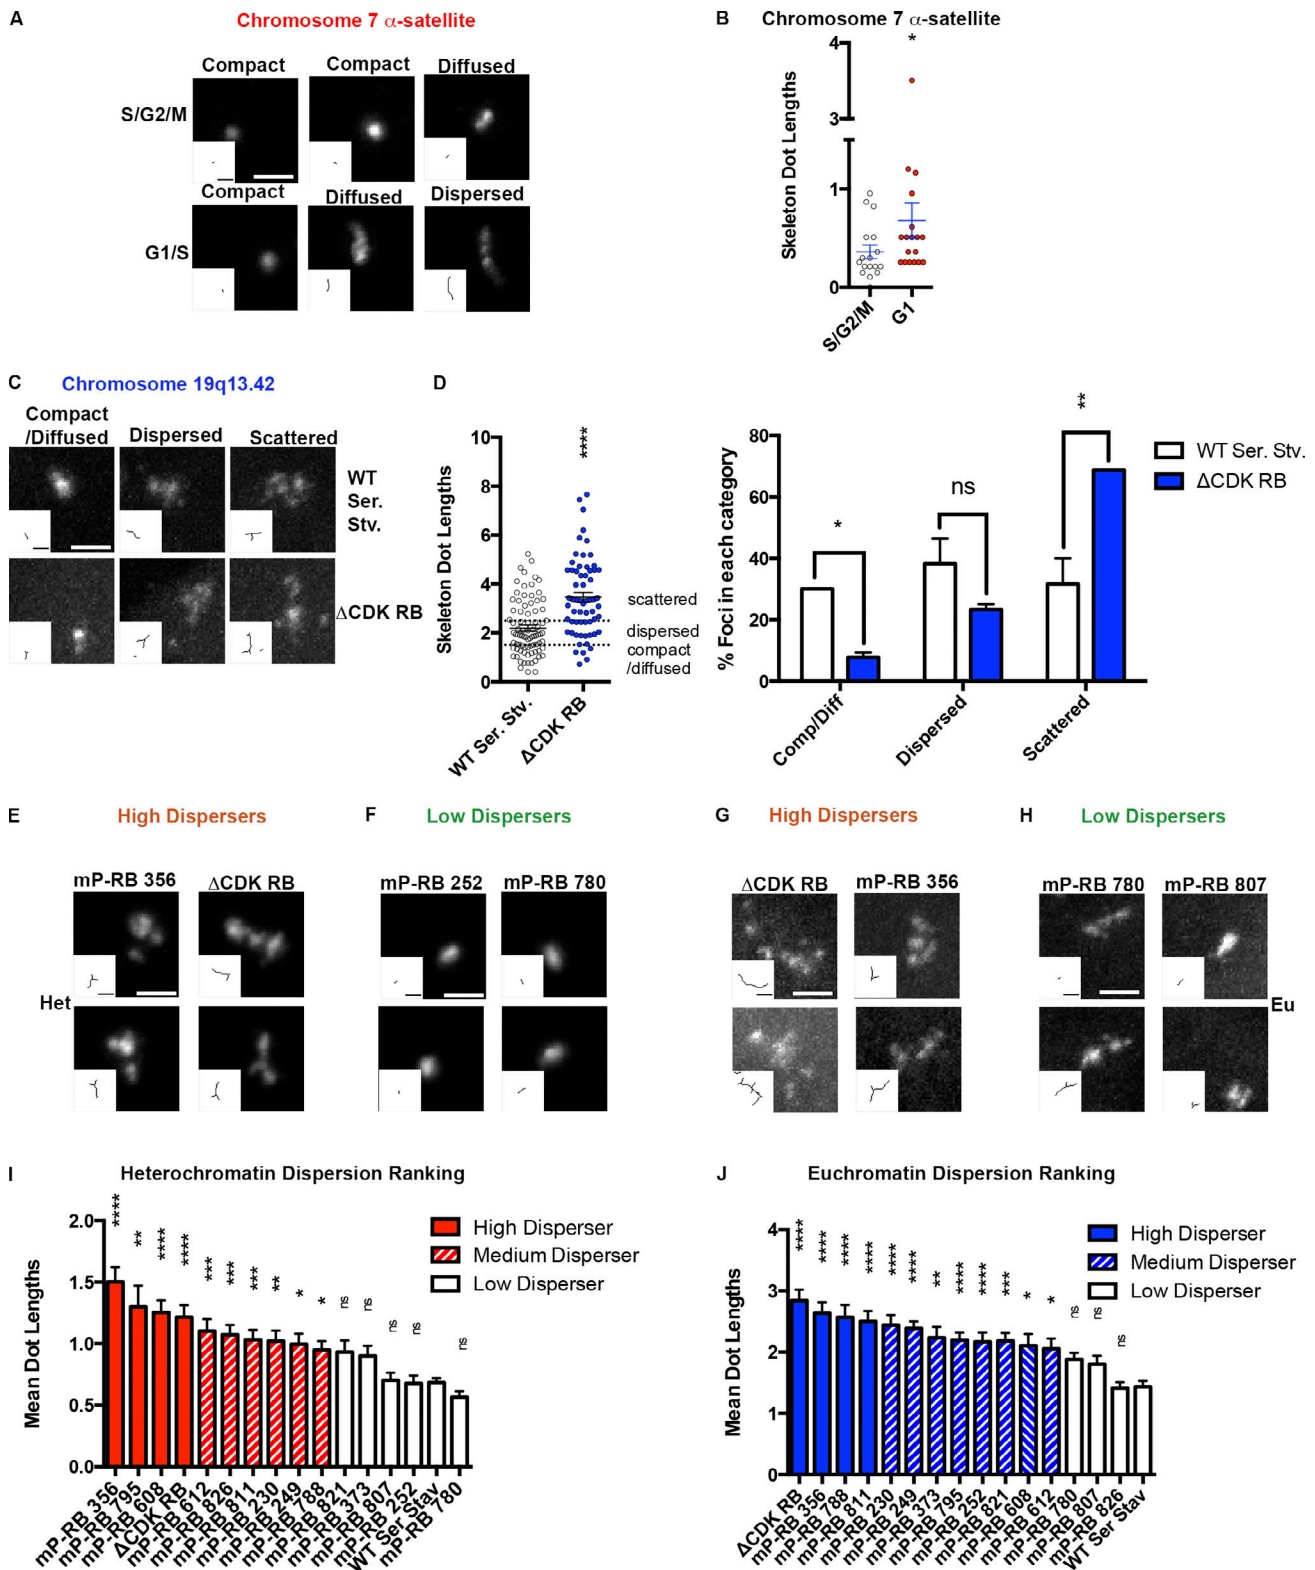 A
Chromosome 7 α-satellite
Compact
Compact
Diffused
S/G2/M
Compact
Diffused
Dispersed
G1/S
B
Chromosome 7 α-satellite
*
Skeleton Dot Lengths
4
3
1
0
S/G2/M
G1
C
Chromosome 19q13.42
Compact
/Diffused
Dispersed
Scattered
WT
Ser.
Stv.
ΔCDK RB
D
Skeleton Dot Lengths
10
8
6
4
2
0
****
scattered
dispersed
compact
/diffused
WT Ser. Stv.
ΔCDK RB
% Foci in each category
80
60
40
20
0
*
ns
**
WT Ser. Stv.
ΔCDK RB
Comp/Diff
Dispersed
Scattered
E
High Dispersers
mP-RB 356
ΔCDK RB
Het
F
Low Dispersers
mP-RB 252
mP-RB 780
G
High Dispersers
ΔCDK RB
mP-RB 356
H
Low Dispersers
mP-RB 780
mP-RB 807
Eu
I
Heterochromatin Dispersion Ranking
Mean Dot Lengths
2.0
1.5
1.0
0.5
0.0
****
**
****
****
***
***
***
**
*
*
ns
ns
ns
ns
ns
High Disperser
Medium Disperser
Low Disperser
mP-RB 356
mP-RB 795
mP-RB 608
ΔCDK RB
mP-RB 612
mP-RB 826
mP-RB 811
mP-RB 230
mP-RB 249
mP-RB 788
mP-RB 821
mP-RB 373
mP-RB 807
mP-RB 252
WT Ser Stav
mP-RB 780
J
Euchromatin Dispersion Ranking
Mean Dot Lengths
4
3
2
1
0
****
****
****
****
****
****
**
****
****
***
*
*
ns
ns
ns
High Disperser
Medium Disperser
Low Disperser
ΔCDK RB
mP-RB 356
mP-RB 788
mP-RB 811
mP-RB 230
mP-RB 249
mP-RB 373
mP-RB 795
mP-RB 252
mP-RB 821
mP-RB 608
mP-RB 612
mP-RB 780
mP-RB 807
mP-RB 826
WT Ser Stav